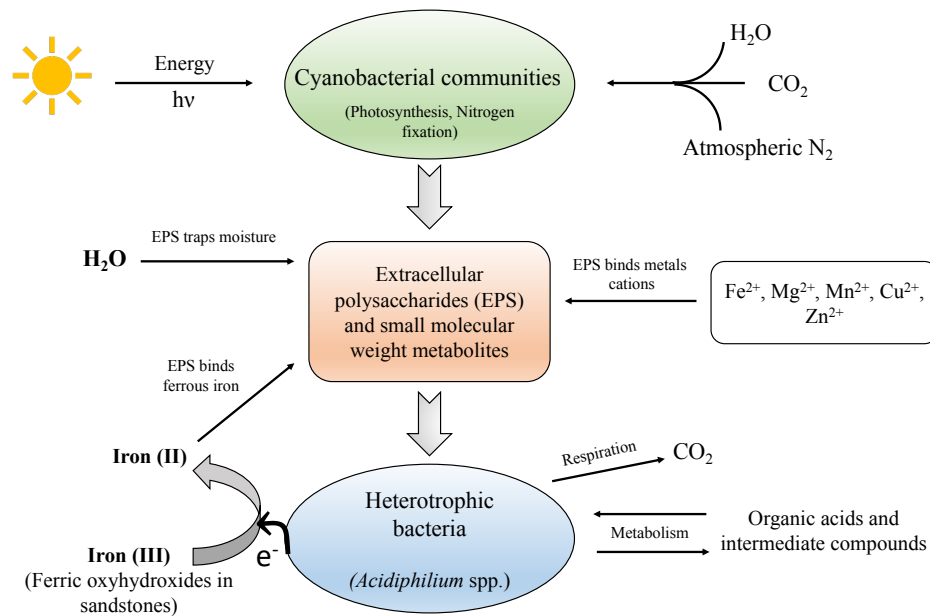 Energy
hν
Cyanobacterial communities
(Photosynthesis, Nitrogen
fixation)
H₂O
CO₂
Atmospheric N₂
H₂O
EPS traps moisture
Extracellular
polysaccharides (EPS)
and small molecular
weight metabolites
EPS binds metals
cations
Fe²⁺, Mg²⁺, Mn²⁺, Cu²⁺,
Zn²⁺
EPS binds
ferrous iron
Iron (II)
Iron (III)
(Ferric oxyhydroxides in
sandstones)
e⁻
Heterotrophic
bacteria
(Acidiphilium spp.)
Respiration
CO₂
Metabolism
Organic acids and
intermediate compounds